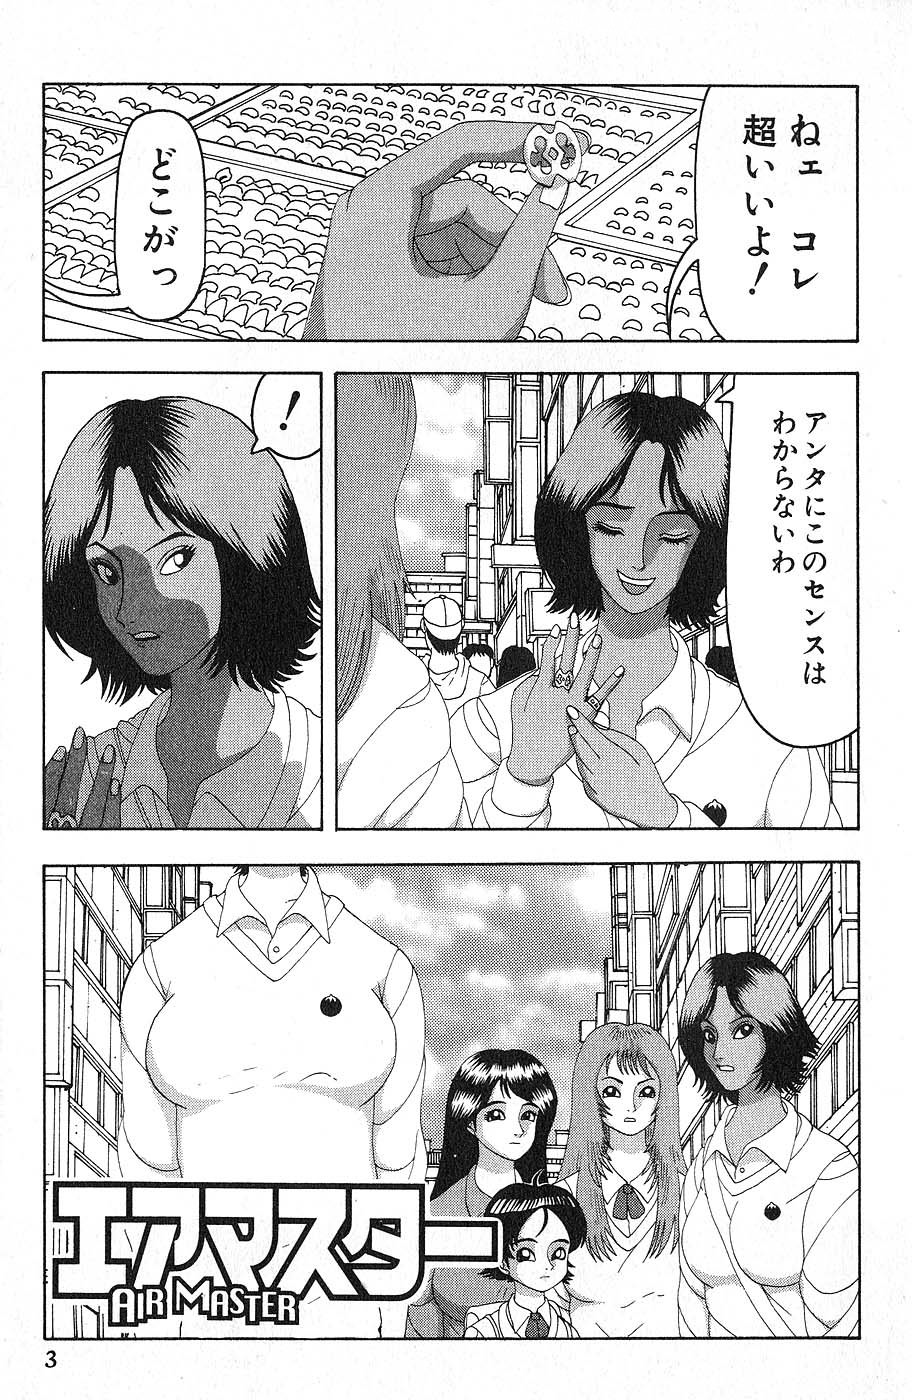 ねェ コレ
超いいよ！
どこがっ
アンタにこのセンスは
わからないわ
！
エアマスター
AIR MASTER
3